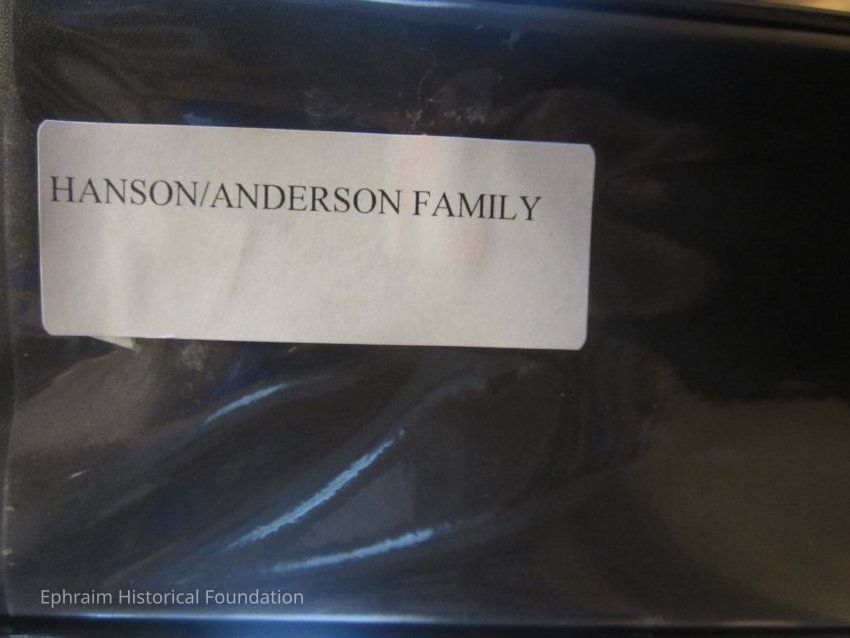 HANSON/ANDERSON FAMILY
Ephraim Historical Foundation